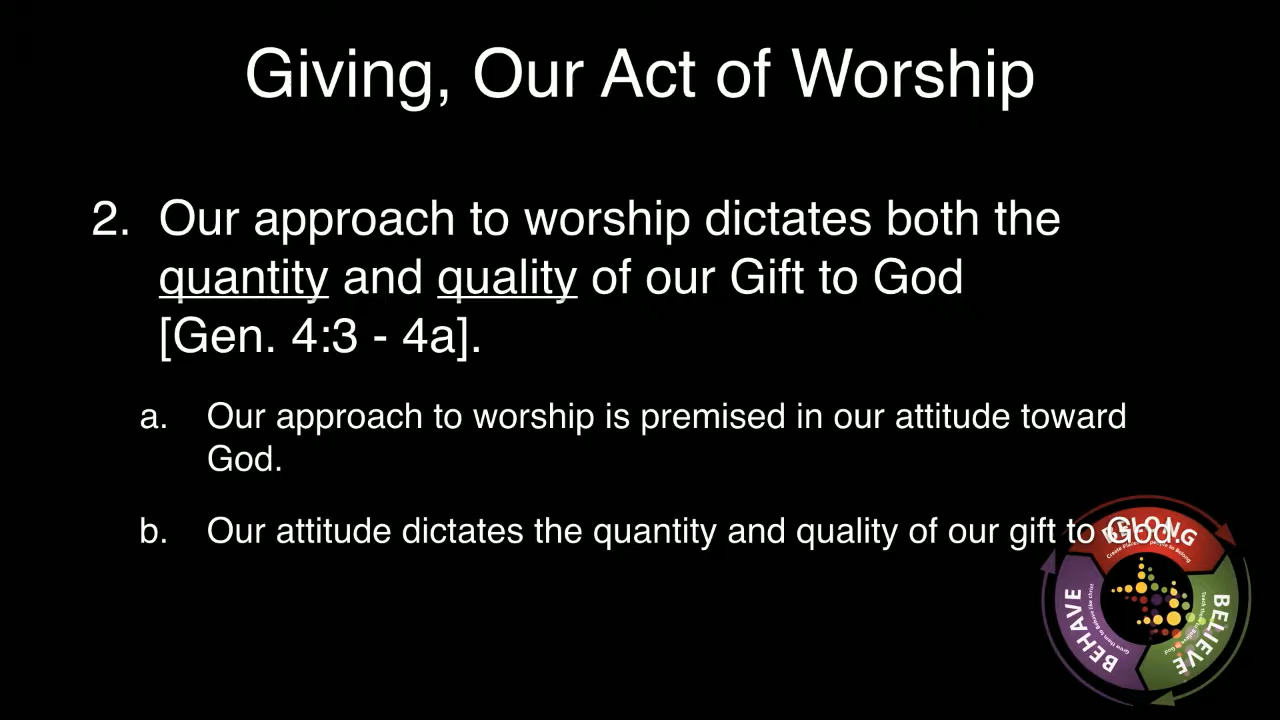 Giving, Our Act of Worship
2. Our approach to worship dictates both the
quantity and quality of our Gift to God
[Gen. 4:3 - 4a].
a. Our approach to worship is premised in our attitude toward
God.
b. Our attitude dictates the quantity and quality of our gift to God.
BELONG
BEHAVE
BELIEVE